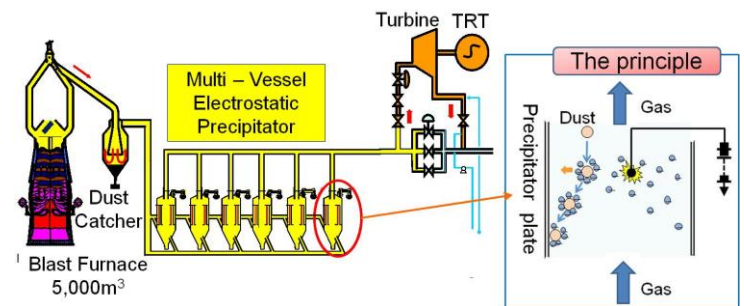 Turbine TRT
Multi – Vessel
Electrostatic
Precipitator
Dust
Catcher
Blast Furnace
5,000m³
The principle
Gas
Dust
Precipitator plate
Gas